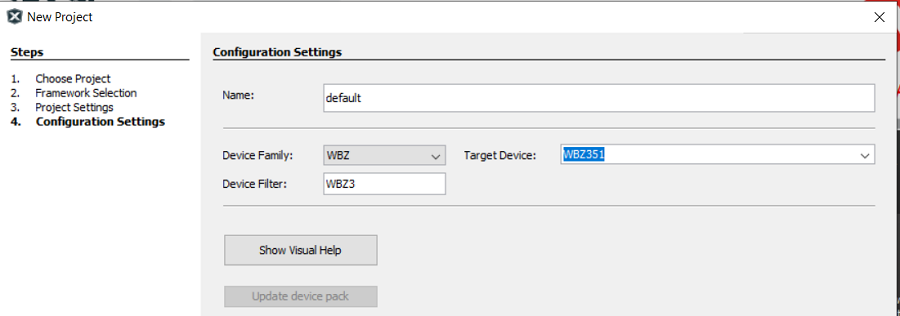 New Project
Steps
1. Choose Project
2. Framework Selection
3. Project Settings
4. Configuration Settings
Configuration Settings
Name: default
Device Family: WBZ Target Device: WBZ351
Device Filter: WBZ3
Show Visual Help
Update device pack